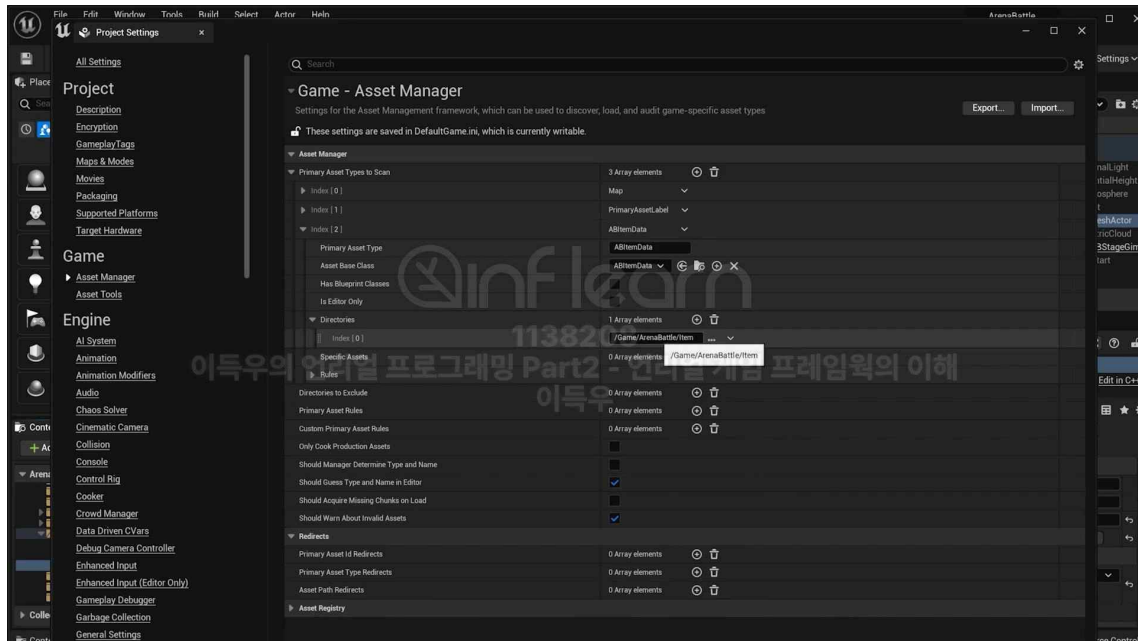 File Edit Window Tools Build Select Actor Help
ArenaBattle
Project Settings
Settings
All Settings
Search
Project
Game - Asset Manager
Description
Settings for the Asset Management framework, which can be used to discover, load, and audit game-specific asset types
Export... Import...
Encryption
These settings are saved in DefaultGame.ini, which is currently writable.
GameplayTags
Asset Manager
Maps & Modes
Primary Asset Types to Scan 3 Array elements
Movies
Index [ 0 ] Map
Packaging
Index [ 1 ] PrimaryAssetLabel
Supported Platforms
Index [ 2 ] ABItemData
Target Hardware
Primary Asset Type ABItemData
Game
Asset Base Class ABItemData
Asset Manager
Has Blueprint Classes
Asset Tools
Is Editor Only
inflearn
Engine
Directories 1 Array elements
Index [ 0 ] /Game/ArenaBattle/Item
AI System
Animation
Specific Assets 0 Array elements
/Game/ArenaBattle/Item
이득우의 언리얼 프로그래밍 Part2 - 언리얼 게임 프레임웍의 이해
이득우
Animation Modifiers
Rules
Edit in C++
Audio
Directories to Exclude 0 Array elements
Chaos Solver
Primary Asset Rules 0 Array elements
Cinematic Camera
Custom Primary Asset Rules 0 Array elements
Collision
Only Cook Production Assets
Console
Should Manager Determine Type and Name
Control Rig
Should Guess Type and Name in Editor
Cooker
Should Acquire Missing Chunks on Load
Crowd Manager
Should Warn About Invalid Assets
Data Driven CVars
Redirects
Debug Camera Controller
Primary Asset Id Redirects 0 Array elements
Enhanced Input
Primary Asset Type Redirects 0 Array elements
Enhanced Input (Editor Only)
Asset Path Redirects 0 Array elements
Gameplay Debugger
Asset Registry
Garbage Collection
General Settings